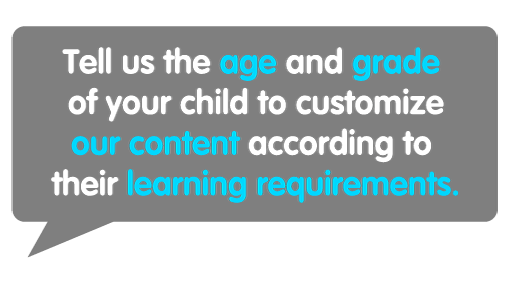 Tell us the age and grade
of your child to customize
our content according to
their learning requirements.